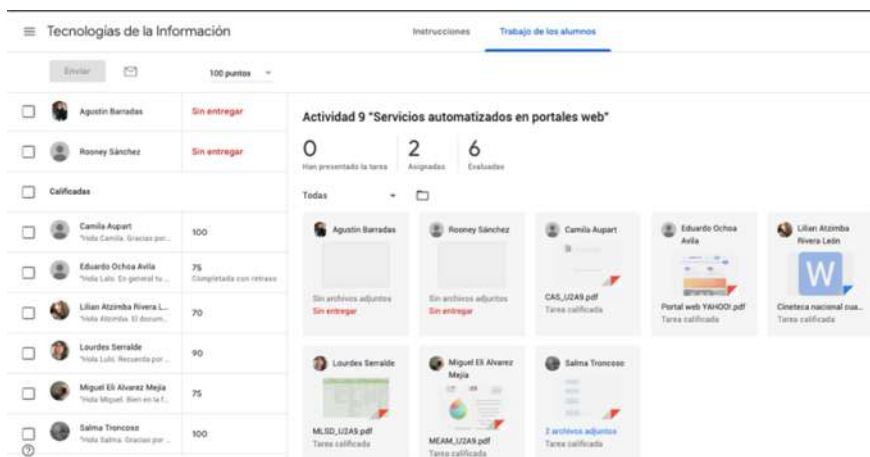 Tecnologías de la Información
Instrucciones
Trabajo de los alumnos
Enviar
100 puntos
Agustin Barradas
Sin entregar
Rooney Sánchez
Sin entregar
Calificadas
Camila Aupart
"Hola Camila. Gracias por...
100
Eduardo Ochoa Avila
"Hola Lalo. En general tu ...
75
Completada con retraso
Lilian Atzimba Rivera L...
"Hola Atzimba. El docum...
70
Lourdes Serralde
"Hola Lulú. Recuerda por ...
90
Miguel Eli Alvarez Mejia
"Hola Miguel. Bien en la f...
75
Salma Troncoso
"Hola Salma. Gracias por ...
100
Actividad 9 "Servicios automatizados en portales web"
0
Han presentado la tarea
2
Asignadas
6
Evaluadas
Todas
Agustin Barradas
Sin archivos adjuntos
Sin entregar
Rooney Sánchez
Sin archivos adjuntos
Sin entregar
Camila Aupart
CAS_U2A9.pdf
Tarea calificada
Eduardo Ochoa
Avila
Portal web YAHOO!.pdf
Tarea calificada
Lilian Atzimba
Rivera León
W
Cineteca nacional cua...
Tarea calificada
Lourdes Serralde
MLSD_U2A9.pdf
Tarea calificada
Miguel Eli Alvarez
Mejia
MEAM_U2A9.pdf
Tarea calificada
Salma Troncoso
2 archivos adjuntos
Tarea calificada